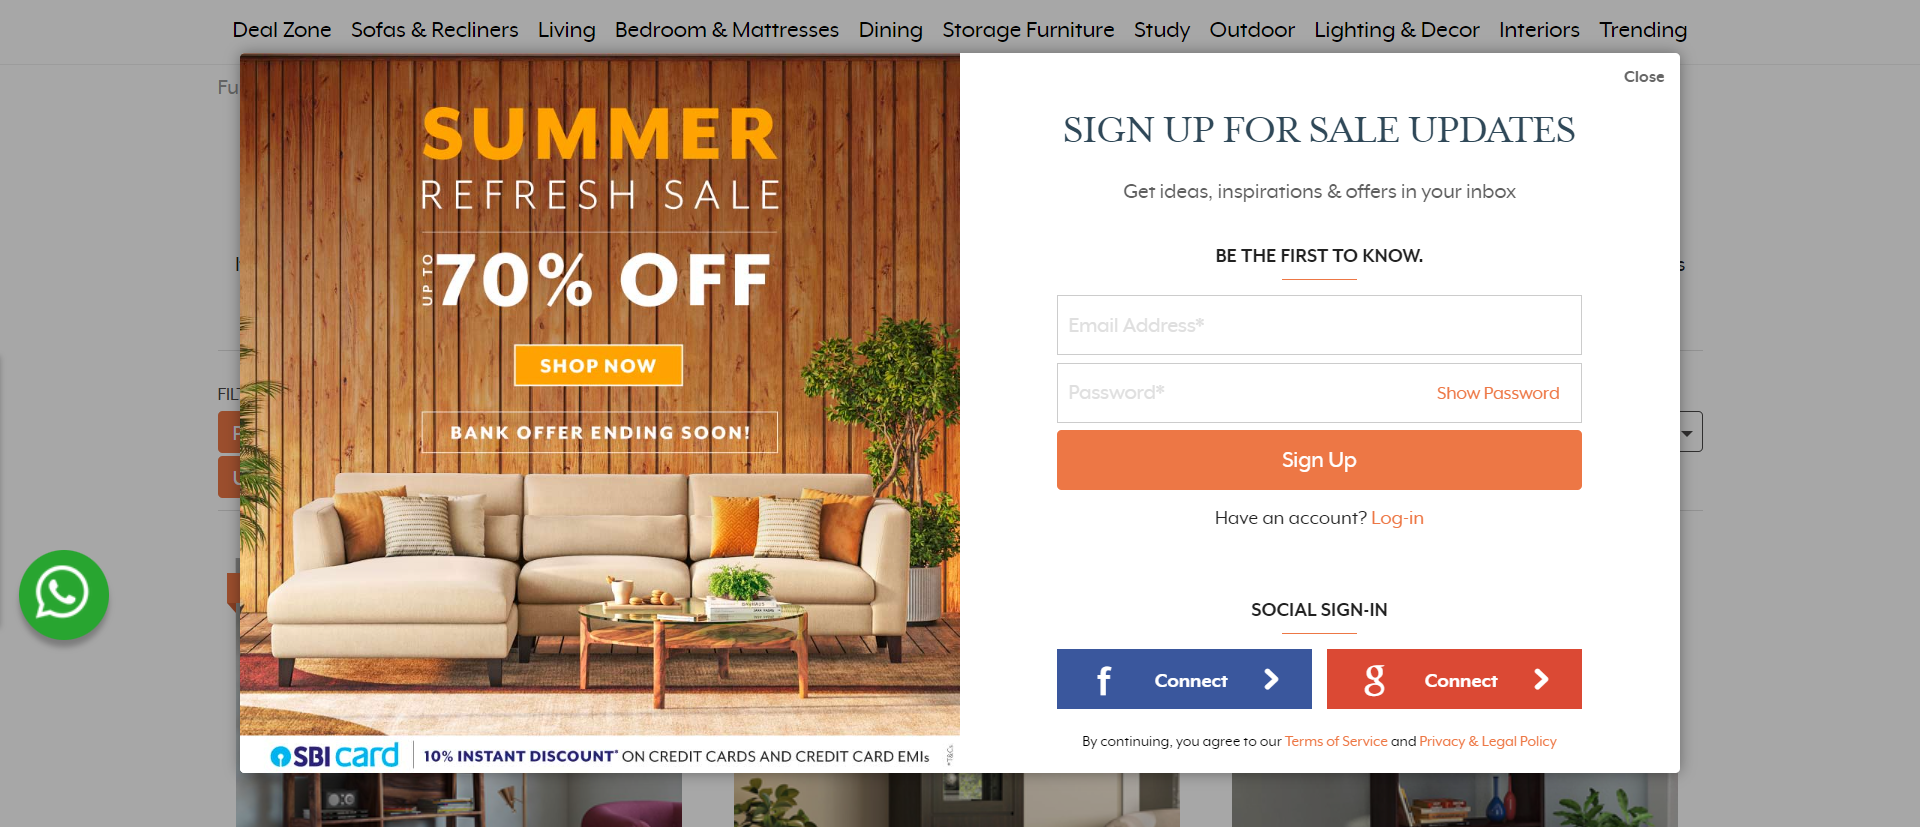 Deal Zone Sofas & Recliners Living Bedroom & Mattresses Dining Storage Furniture Study Outdoor Lighting & Decor Interiors Trending
Close
SUMMER
REFRESH SALE
UP TO 70% OFF
SHOP NOW
BANK OFFER ENDING SOON!
SBI card 10% INSTANT DISCOUNT* ON CREDIT CARDS AND CREDIT CARD EMIs *T&Cs
SIGN UP FOR SALE UPDATES
Get ideas, inspirations & offers in your inbox
BE THE FIRST TO KNOW.
Email Address*
Password* Show Password
Sign Up
Have an account? Log-in
SOCIAL SIGN-IN
f Connect
g Connect
By continuing, you agree to our Terms of Service and Privacy & Legal Policy